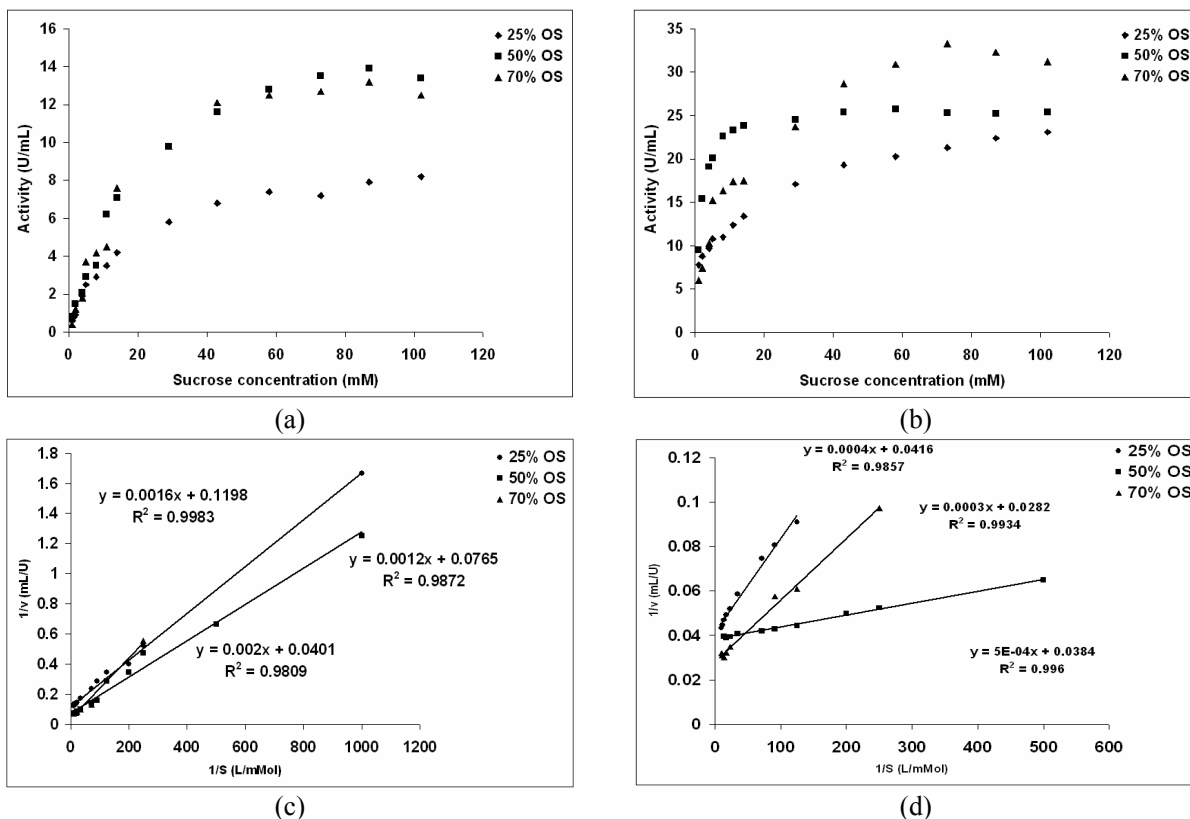 16
14
12
10
8
6
4
2
0
Activity (U/mL)
0 20 40 60 80 100 120
Sucrose concentration (mM)
25% OS
50% OS
70% OS
(a)
35
30
25
20
15
10
5
0
Activity (U/mL)
0 20 40 60 80 100 120
Sucrose concentration (mM)
25% OS
50% OS
70% OS
(b)
1.8
1.6
1.4
1.2
1
0.8
0.6
0.4
0.2
0
1/v (mL/U)
y = 0.0016x + 0.1198
R² = 0.9983
y = 0.0012x + 0.0765
R² = 0.9872
y = 0.002x + 0.0401
R² = 0.9809
0 200 400 600 800 1000 1200
1/S (L/mMol)
25% OS
50% OS
70% OS
(c)
0.12
0.1
0.08
0.06
0.04
0.02
0
1/v (mL/U)
y = 0.0004x + 0.0416
R² = 0.9857
y = 0.0003x + 0.0282
R² = 0.9934
y = 5E-04x + 0.0384
R² = 0.996
0 100 200 300 400 500 600
1/S (L/mMol)
25% OS
50% OS
70% OS
(d)